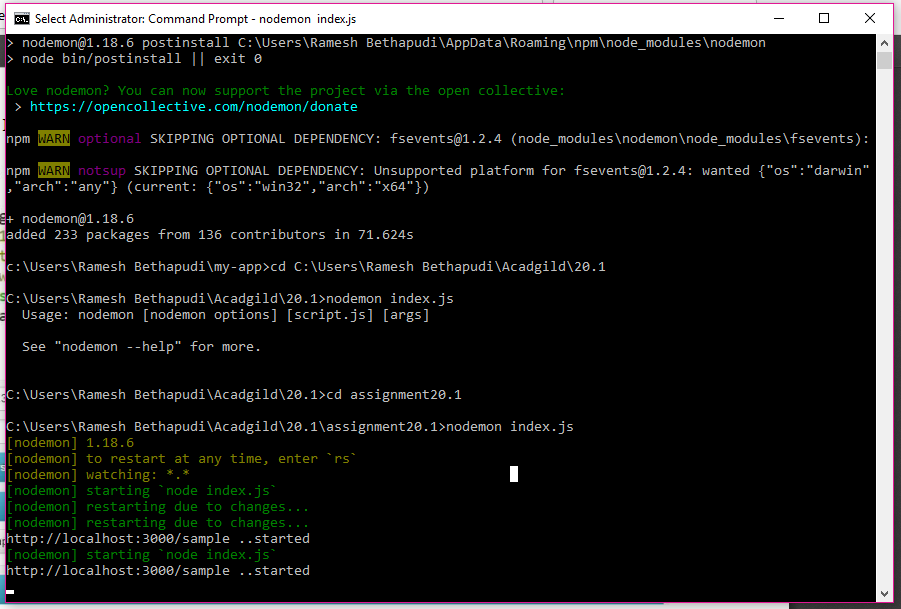 Select Administrator: Command Prompt - nodemon  index.js
> nodemon@1.18.6 postinstall C:\Users\Ramesh Bethapudi\AppData\Roaming\npm\node_modules\nodemon
> node bin/postinstall || exit 0
Love nodemon? You can now support the project via the open collective:
> https://opencollective.com/nodemon/donate
npm WARN optional SKIPPING OPTIONAL DEPENDENCY: fsevents@1.2.4 (node_modules\nodemon\node_modules\fsevents):
npm WARN notsup SKIPPING OPTIONAL DEPENDENCY: Unsupported platform for fsevents@1.2.4: wanted {"os":"darwin"
,"arch":"any"} (current: {"os":"win32","arch":"x64"})
+ nodemon@1.18.6
added 233 packages from 136 contributors in 71.624s
c:\Users\Ramesh Bethapudi\my-app>cd C:\Users\Ramesh Bethapudi\Acadgild\20.1
C:\Users\Ramesh Bethapudi\Acadgild\20.1>nodemon index.js
Usage: nodemon [nodemon options] [script.js] [args]
See "nodemon --help" for more.
C:\Users\Ramesh Bethapudi\Acadgild\20.1>cd assignment20.1
C:\Users\Ramesh Bethapudi\Acadgild\20.1\assignment20.1>nodemon index.js
[nodemon] 1.18.6
[nodemon] to restart at any time, enter `rs`
[nodemon] watching: *.*
[nodemon] starting `node index.js`
[nodemon] restarting due to changes...
[nodemon] restarting due to changes...
http://localhost:3000/sample ..started
[nodemon] starting `node index.js`
http://localhost:3000/sample ..started